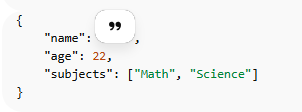 {
"name": ,
"age": 22,
"subjects": ["Math", "Science"]
}